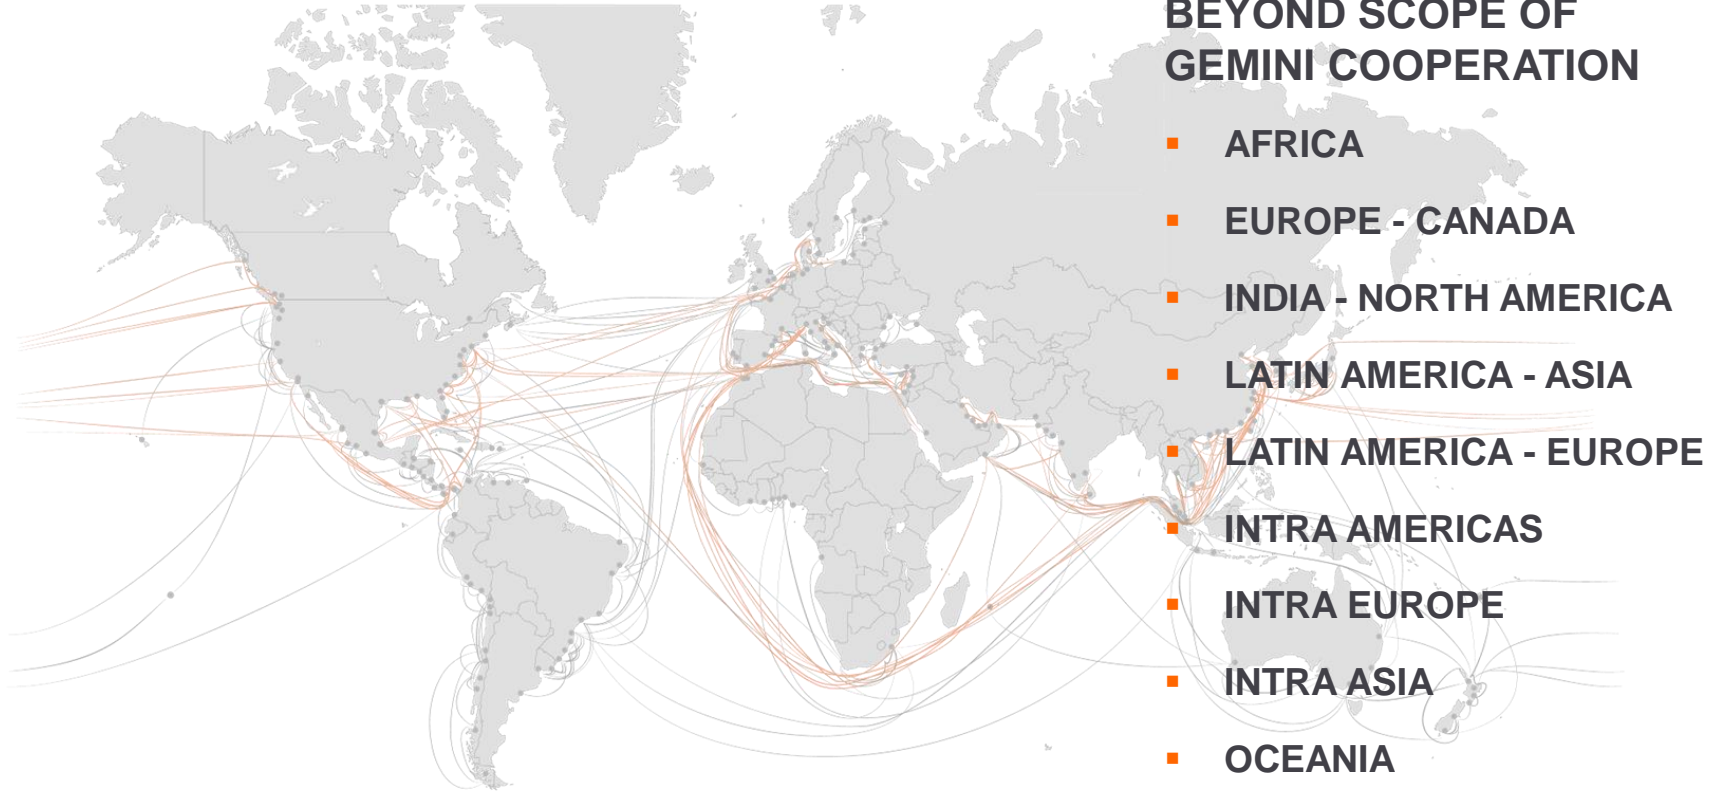 BEYOND SCOPE OF
GEMINI COOPERATION
▪ AFRICA
▪ EUROPE - CANADA
▪ INDIA - NORTH AMERICA
▪ LATIN AMERICA - ASIA
▪ LATIN AMERICA - EUROPE
▪ INTRA AMERICAS
▪ INTRA EUROPE
▪ INTRA ASIA
▪ OCEANIA